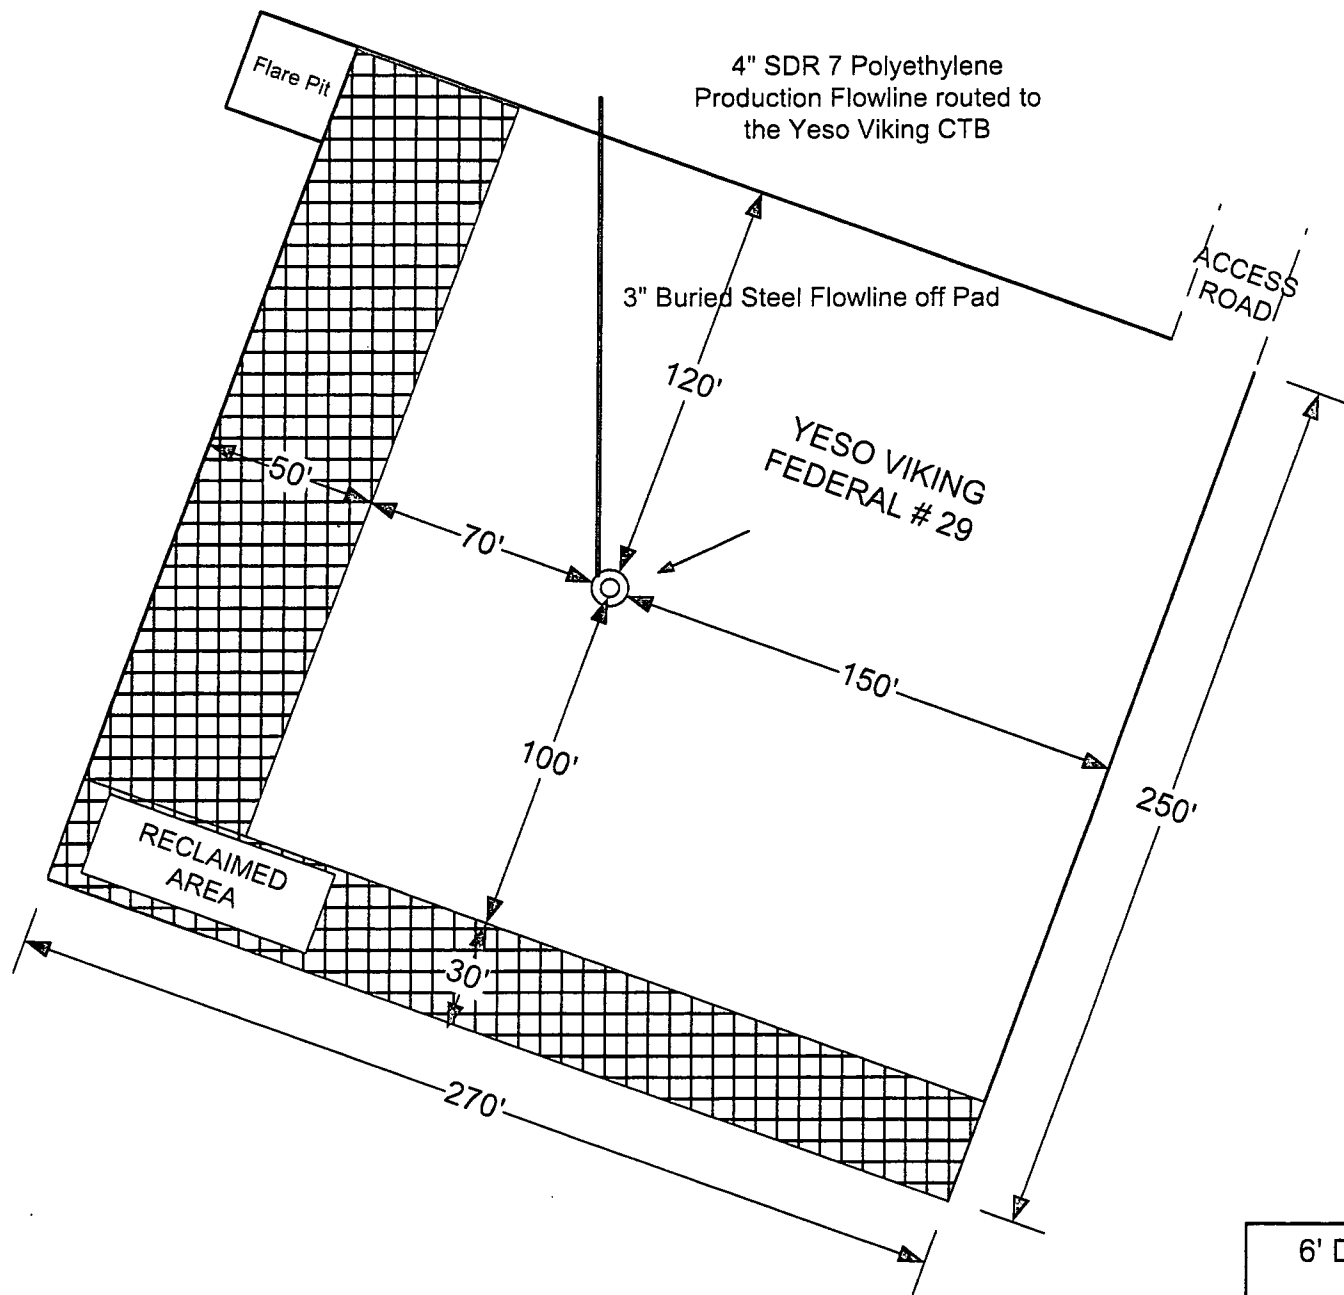 Flare Pit
4" SDR 7 Polyethylene
Production Flowline routed to
the Yeso Viking CTB
ACCESS
ROAD
3" Buried Steel Flowline off Pad
120'
YESO VIKING
FEDERAL # 29
50'
70'
150'
100'
250'
RECLAIMED
AREA
30'
270'
6'